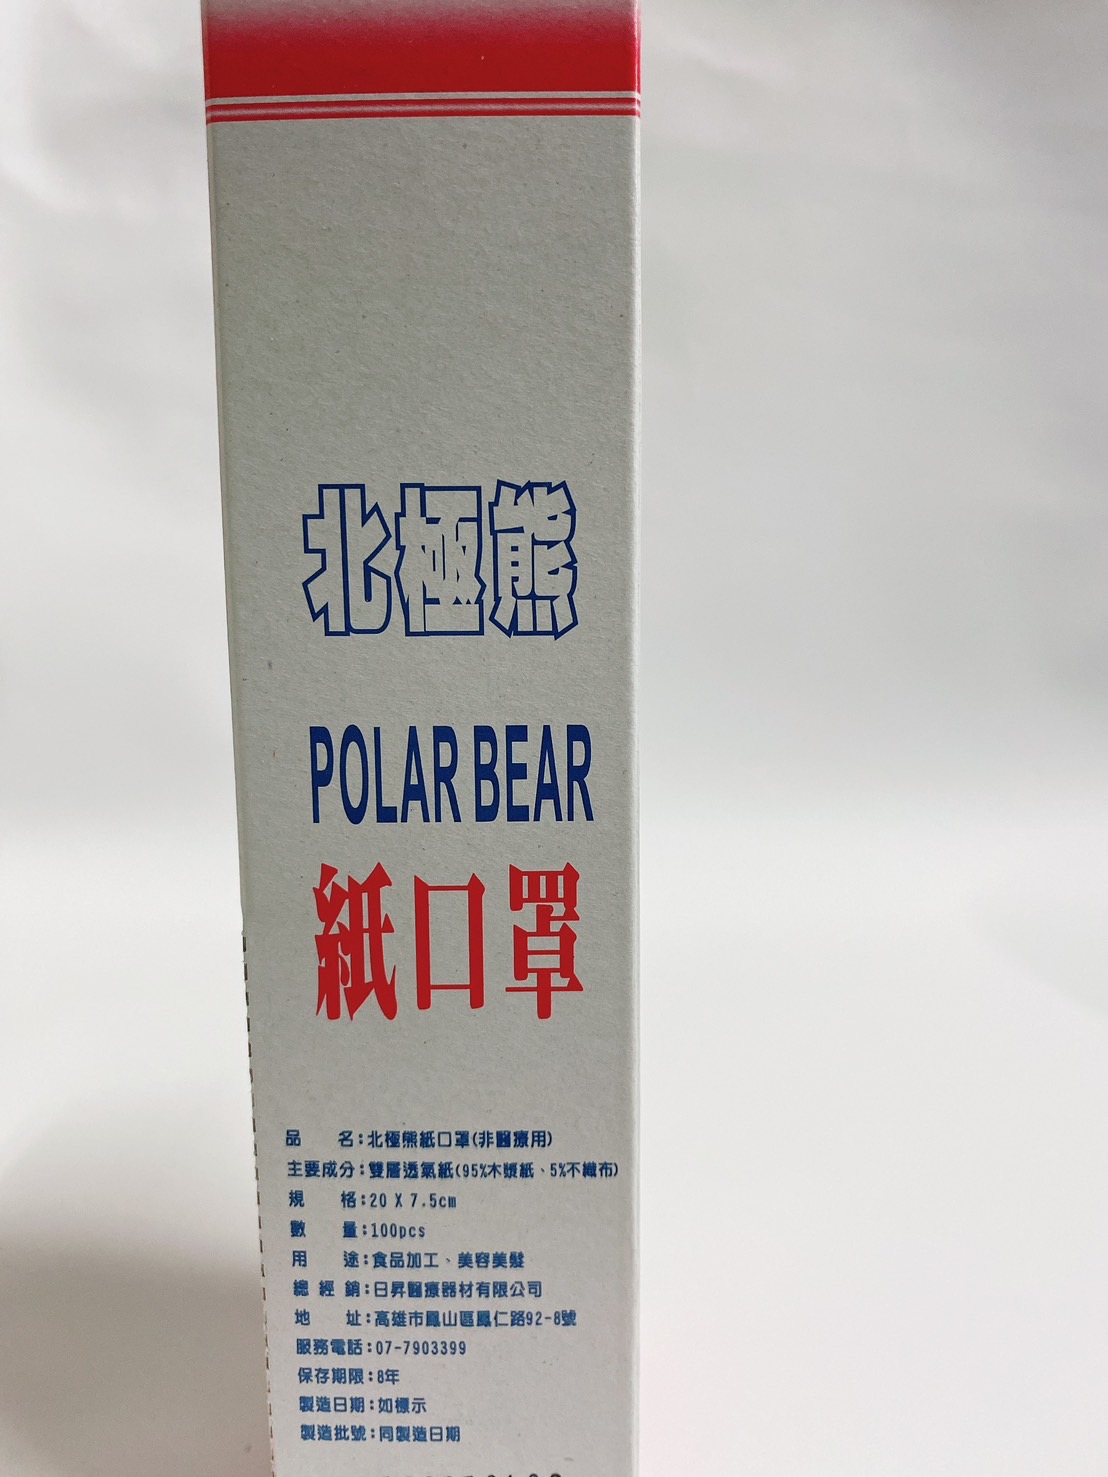 北極熊
POLAR BEAR
紙口罩
品 名:北極熊紙口罩(非醫療用)
主要成分:雙層透氣紙(95%木漿紙、5%不織布)
規 格:20 X 7.5cm
數 量:100pcs
用 途:食品加工、美容美髮
總 經 銷:日昇醫療器材有限公司
地 址:高雄市鳳山區鳳仁路92-8號
服務電話:07-7903399
保存期限:8年
製造日期:如標示
製造批號:同製造日期